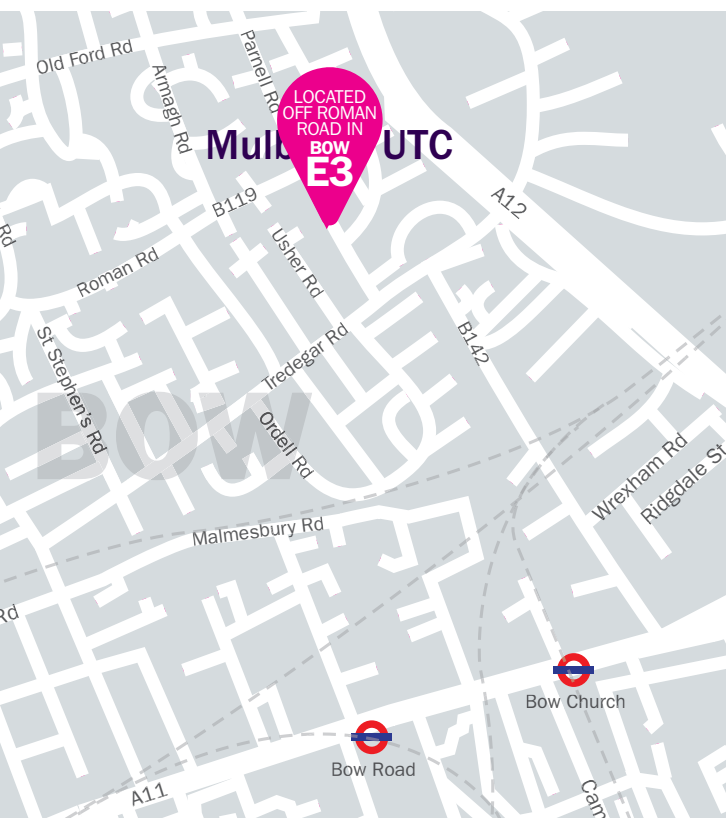 Old Ford Rd
Parnell Rd
Armagh Rd
LOCATED
OFF ROMAN
ROAD IN
BOW
E3
Mulb UTC
A12
B119
Rd
Usher Rd
Roman Rd
B142
Tredegar Rd
St Stephen's Rd
BOW
Ordell Rd
Wrexham Rd
Ridgdale St
Malmesbury Rd
Rd
Bow Church
Bow Road
A11
Cam